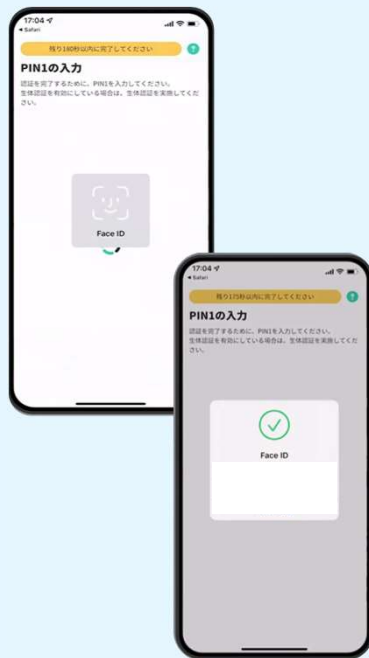 17:04
◀ Safari
残り180秒以内に完了してください
?
PIN1の入力
認証を完了するために、PIN1を入力してください。
生体認証を有効にしている場合は、生体認証を実施してくだ
さい。
Face ID
17:04
◀ Safari
残り175秒以内に完了してください
?
PIN1の入力
認証を完了するために、PIN1を入力してください。
生体認証を有効にしている場合は、生体認証を実施してくだ
さい。
Face ID